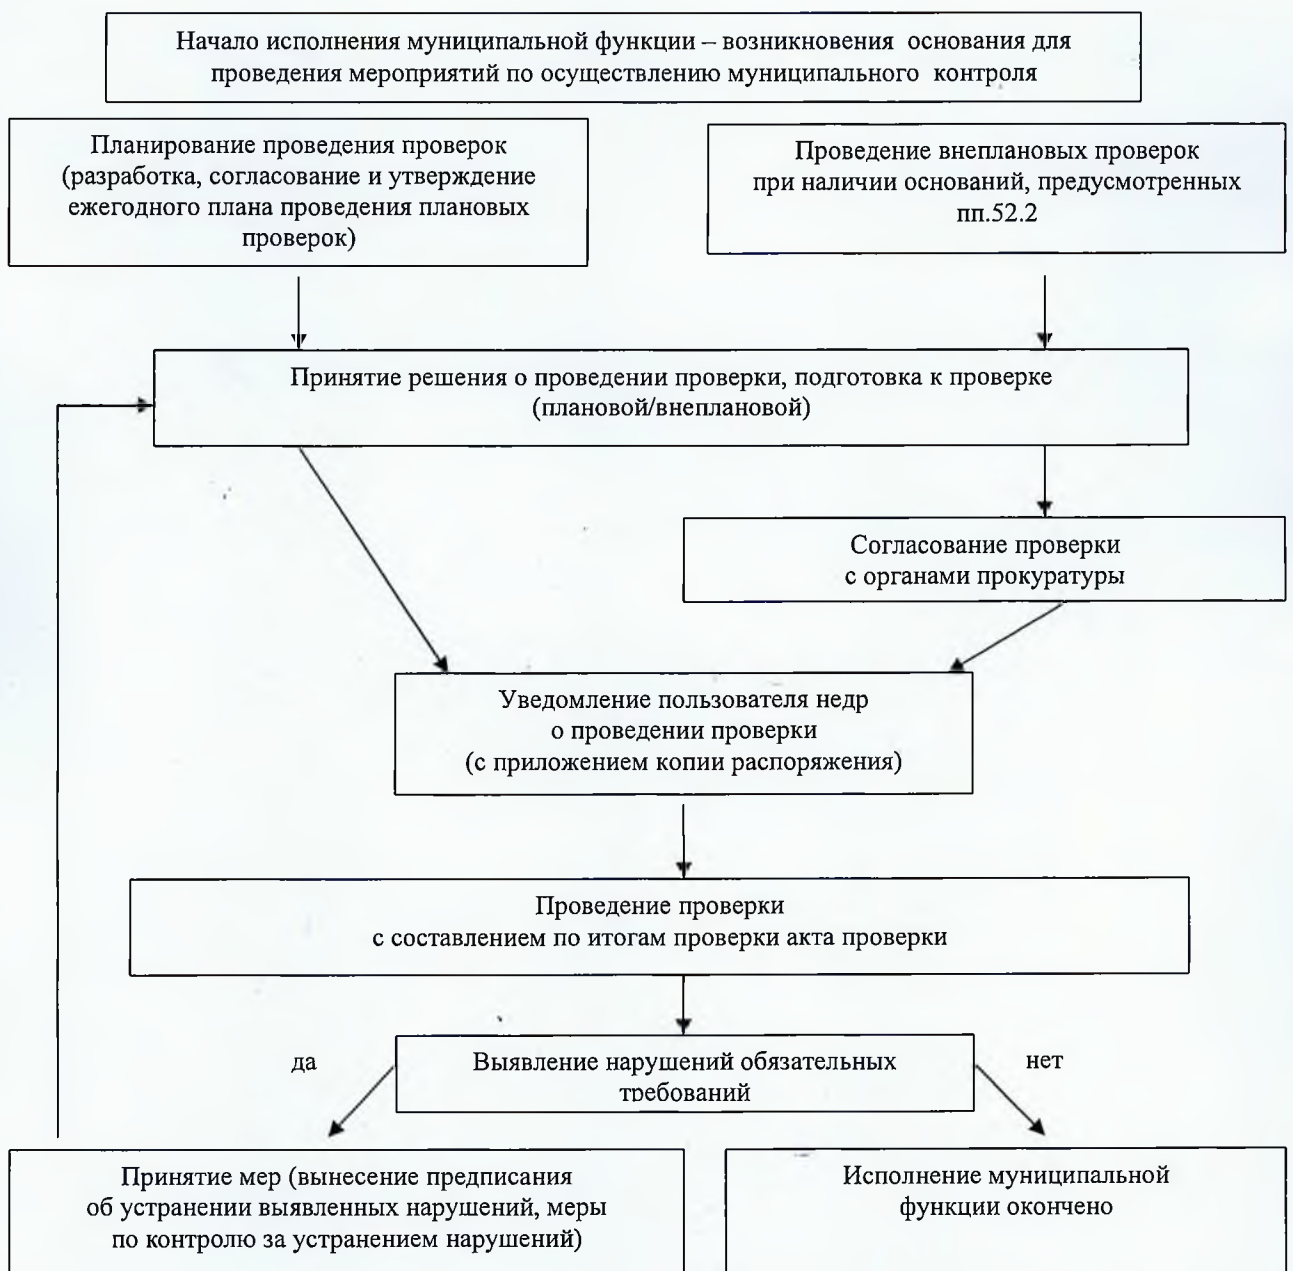 Начало исполнения муниципальной функции – возникновения основания для
проведения мероприятий по осуществлению муниципального контроля
Планирование проведения проверок
(разработка, согласование и утверждение
ежегодного плана проведения плановых
проверок)
Проведение внеплановых проверок
при наличии оснований, предусмотренных
пп.52.2
Принятие решения о проведении проверки, подготовка к проверке
(плановой/внеплановой)
Согласование проверки
с органами прокуратуры
Уведомление пользователя недр
о проведении проверки
(с приложением копии распоряжения)
Проведение проверки
с составлением по итогам проверки акта проверки
да
Выявление нарушений обязательных
требований
нет
Принятие мер (вынесение предписания
об устранении выявленных нарушений, меры
по контролю за устранением нарушений)
Исполнение муниципальной
функции окончено